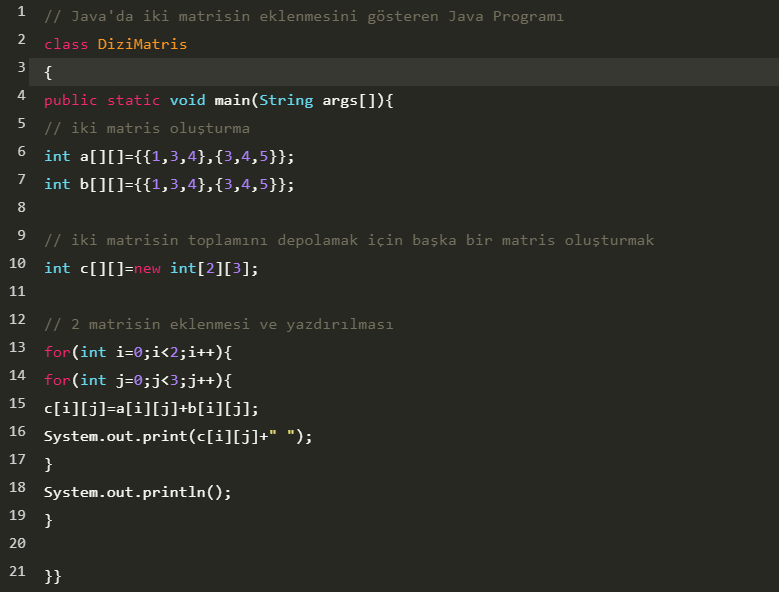 1 // Java'da iki matrisin eklenmesini gösteren Java Programı
2 class DiziMatris
3 {
4 public static void main(String args[]){
5 // iki matris oluşturma
6 int a[][]={{1,3,4},{3,4,5}};
7 int b[][]={{1,3,4},{3,4,5}};
8
9 // iki matrisin toplamını depolamak için başka bir matris oluşturmak
10 int c[][]=new int[2][3];
11
12 // 2 matrisin eklenmesi ve yazdırılması
13 for(int i=0;i<2;i++){
14 for(int j=0;j<3;j++){
15 c[i][j]=a[i][j]+b[i][j];
16 System.out.print(c[i][j]+" ");
17 }
18 System.out.println();
19 }
20
21 }}